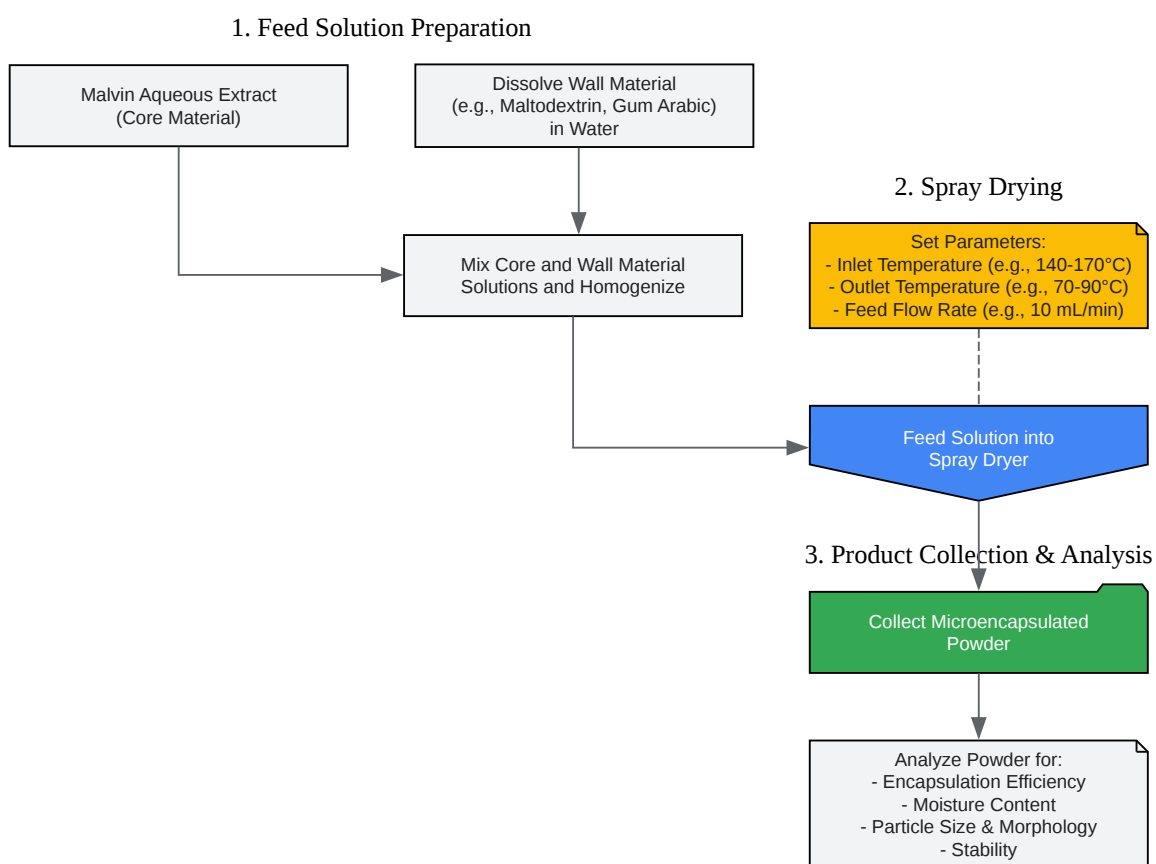 1. Feed Solution Preparation
Malvin Aqueous Extract
(Core Material)
Dissolve Wall Material
(e.g., Maltodextrin, Gum Arabic)
in Water
Mix Core and Wall Material
Solutions and Homogenize
2. Spray Drying
Set Parameters:
- Inlet Temperature (e.g., 140-170°C)
- Outlet Temperature (e.g., 70-90°C)
- Feed Flow Rate (e.g., 10 mL/min)
Feed Solution into
Spray Dryer
3. Product Collection & Analysis
Collect Microencapsulated
Powder
Analyze Powder for:
- Encapsulation Efficiency
- Moisture Content
- Particle Size & Morphology
- Stability